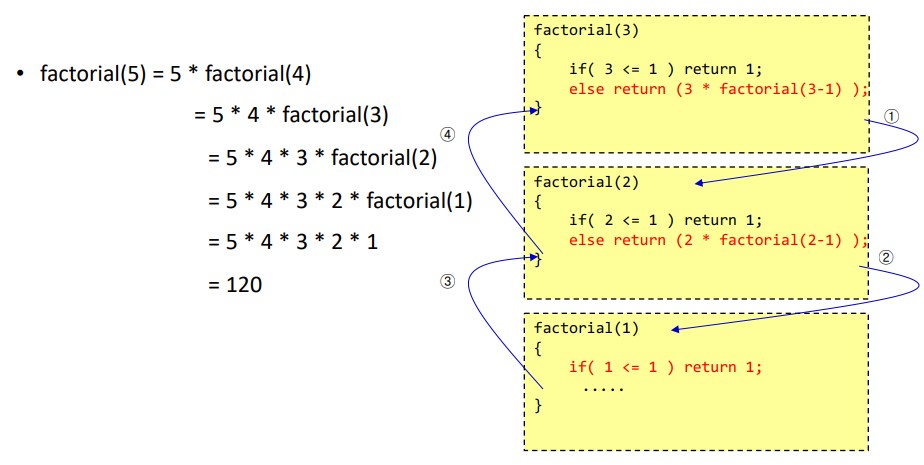 • factorial(5) = 5 * factorial(4)
= 5 * 4 * factorial(3)
= 5 * 4 * 3 * factorial(2)
= 5 * 4 * 3 * 2 * factorial(1)
= 5 * 4 * 3 * 2 * 1
= 120
factorial(3)
{
if( 3 <= 1 ) return 1;
else return (3 * factorial(3-1) );
}
①
④
factorial(2)
{
if( 2 <= 1 ) return 1;
else return (2 * factorial(2-1) );
}
②
③
factorial(1)
{
if( 1 <= 1 ) return 1;
.....
}